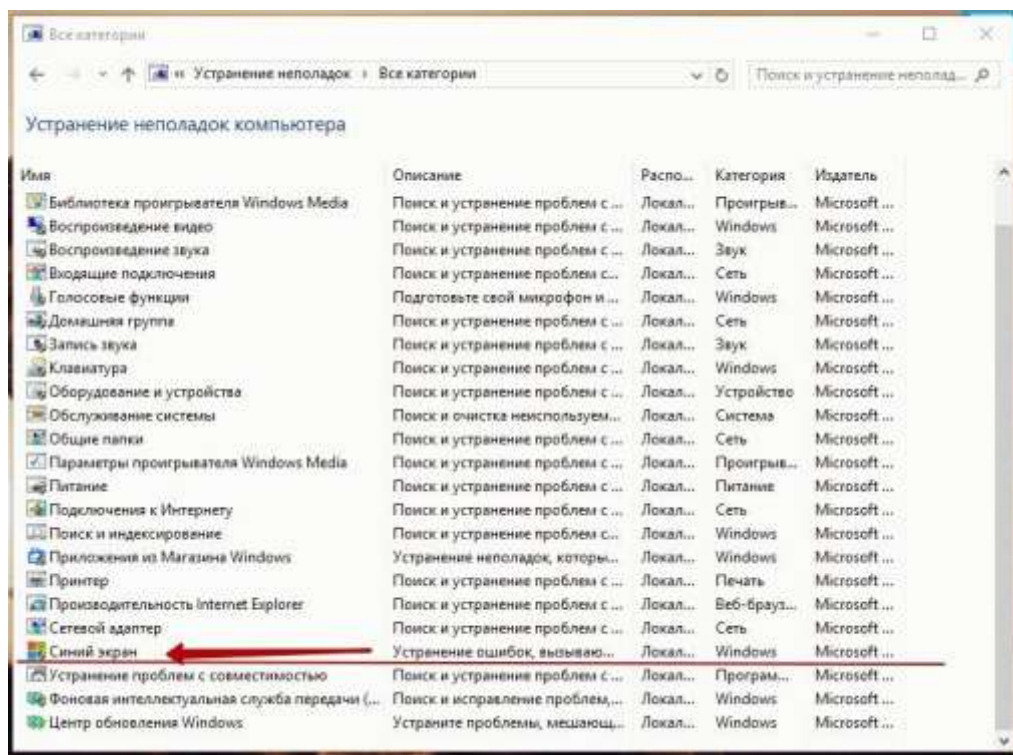 Все категории
« Устранение неполадок › Все категории Поиск и устранение неполад...
Устранение неполадок компьютера
Имя Описание Распо... Категория Издатель
Библиотека проигрывателя Windows Media Поиск и устранение проблем с ... Локал... Проигрыв... Microsoft ...
Воспроизведение видео Поиск и устранение проблем с ... Локал... Windows Microsoft ...
Воспроизведение звука Поиск и устранение проблем с ... Локал... Звук Microsoft ...
Входящие подключения Поиск и устранение проблем с... Локал... Сеть Microsoft ...
Голосовые функции Подготовьте свой микрофон и ... Локал... Windows Microsoft ...
Домашняя группа Поиск и устранение проблем с ... Локал... Сеть Microsoft ...
Запись звука Поиск и устранение проблем с ... Локал... Звук Microsoft ...
Клавиатура Поиск и устранение проблем с ... Локал... Windows Microsoft ...
Оборудование и устройства Поиск и устранение проблем с ... Локал... Устройство Microsoft ...
Обслуживание системы Поиск и очистка неиспользуем... Локал... Система Microsoft ...
Общие папки Поиск и устранение проблем с ... Локал... Сеть Microsoft ...
Параметры проигрывателя Windows Media Поиск и устранение проблем с ... Локал... Проигрыв... Microsoft ...
Питание Поиск и устранение проблем с ... Локал... Питание Microsoft ...
Подключения к Интернету Поиск и устранение проблем с ... Локал... Сеть Microsoft ...
Поиск и индексирование Поиск и устранение проблем с... Локал... Windows Microsoft ...
Приложения из Магазина Windows Устранение неполадок, которы... Локал... Windows Microsoft ...
Принтер Поиск и устранение проблем с ... Локал... Печать Microsoft ...
Производительность Internet Explorer Поиск и устранение проблем с ... Локал... Веб-брауз... Microsoft ...
Сетевой адаптер Поиск и устранение проблем с ... Локал... Сеть Microsoft ...
Синий экран Устранение ошибок, вызываю... Локал... Windows Microsoft ...
Устранение проблем с совместимостью Поиск и устранение проблем с ... Локал... Програм... Microsoft ...
Фоновая интеллектуальная служба передачи (... Поиск и исправление проблем,... Локал... Windows Microsoft ...
Центр обновления Windows Устраните проблемы, мешающ... Локал... Windows Microsoft ...